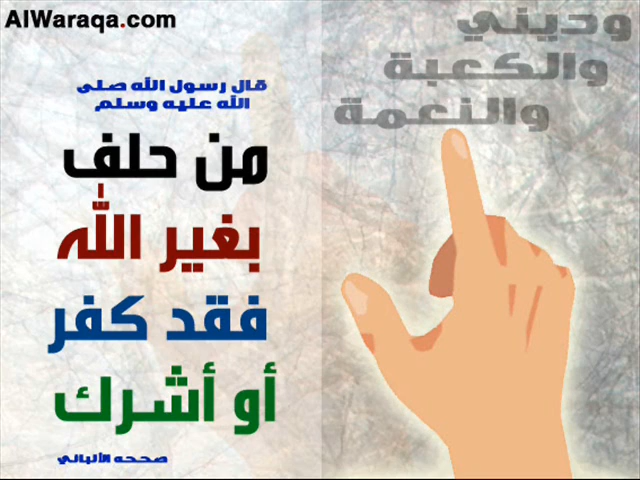 AlWaraqa.com
قال رسول الله صلى
الله عليه وسلم
من حلف
بغير الله
فقد كفر
أو أشرك
صححه الألباني
وديني
والكعبة
والنعمة